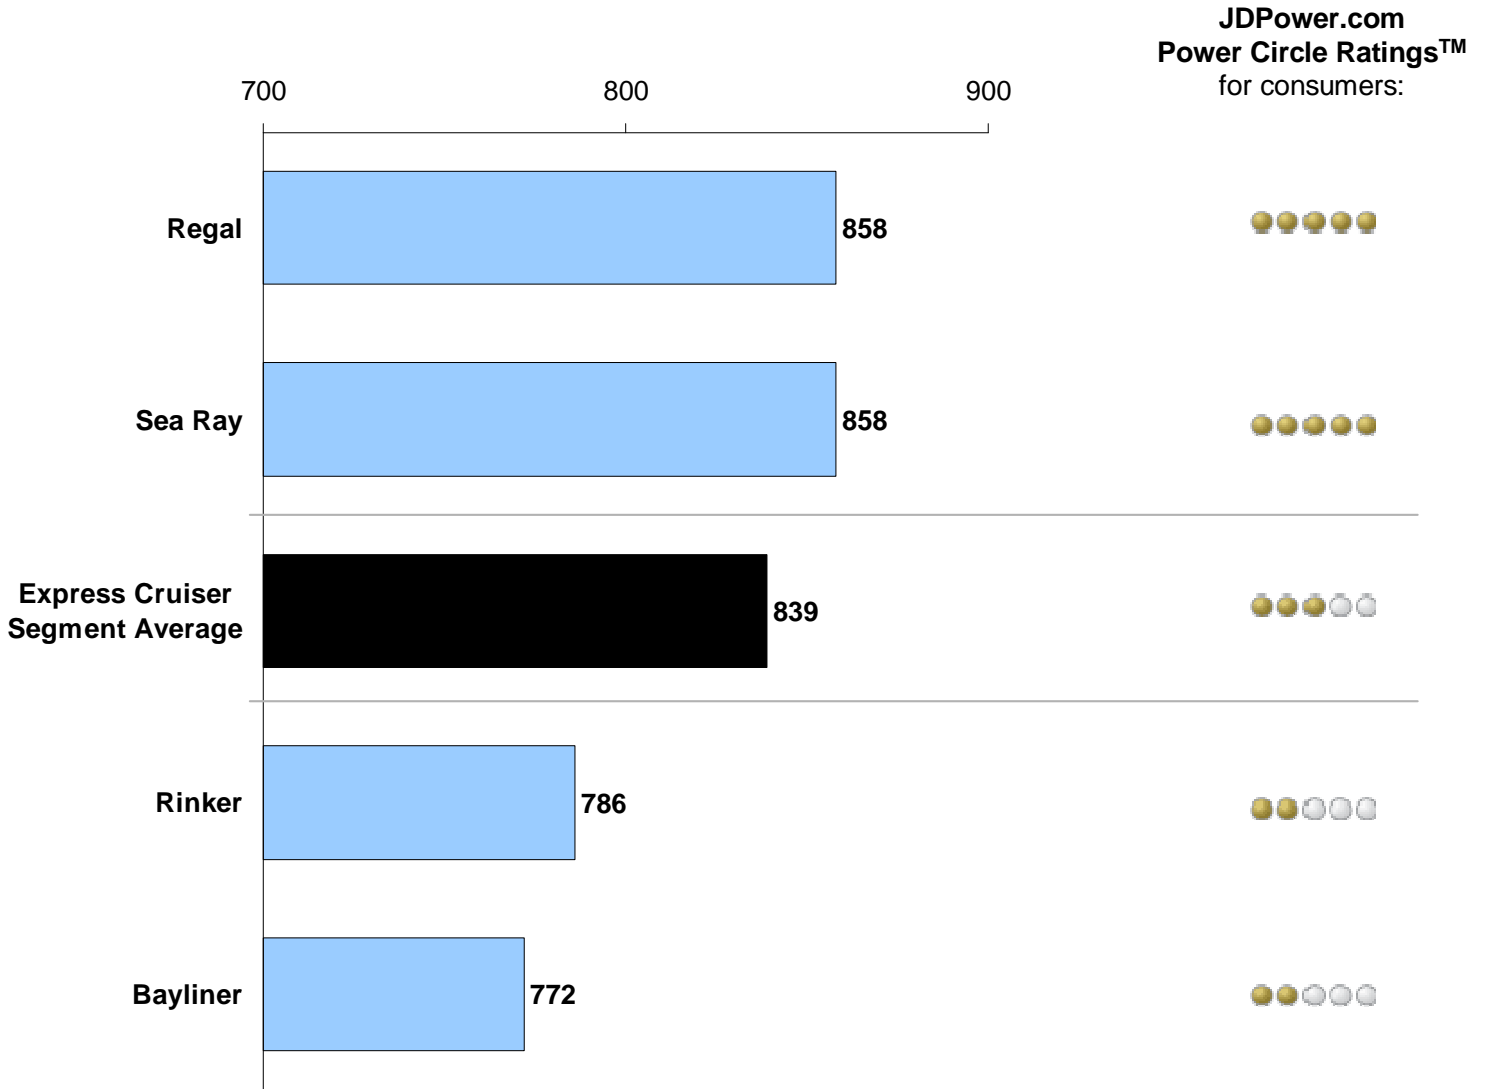 JDPower.com
Power Circle Ratings™
for consumers:
700 800 900
Regal 858
Sea Ray 858
Express Cruiser
Segment Average 839
Rinker 786
Bayliner 772